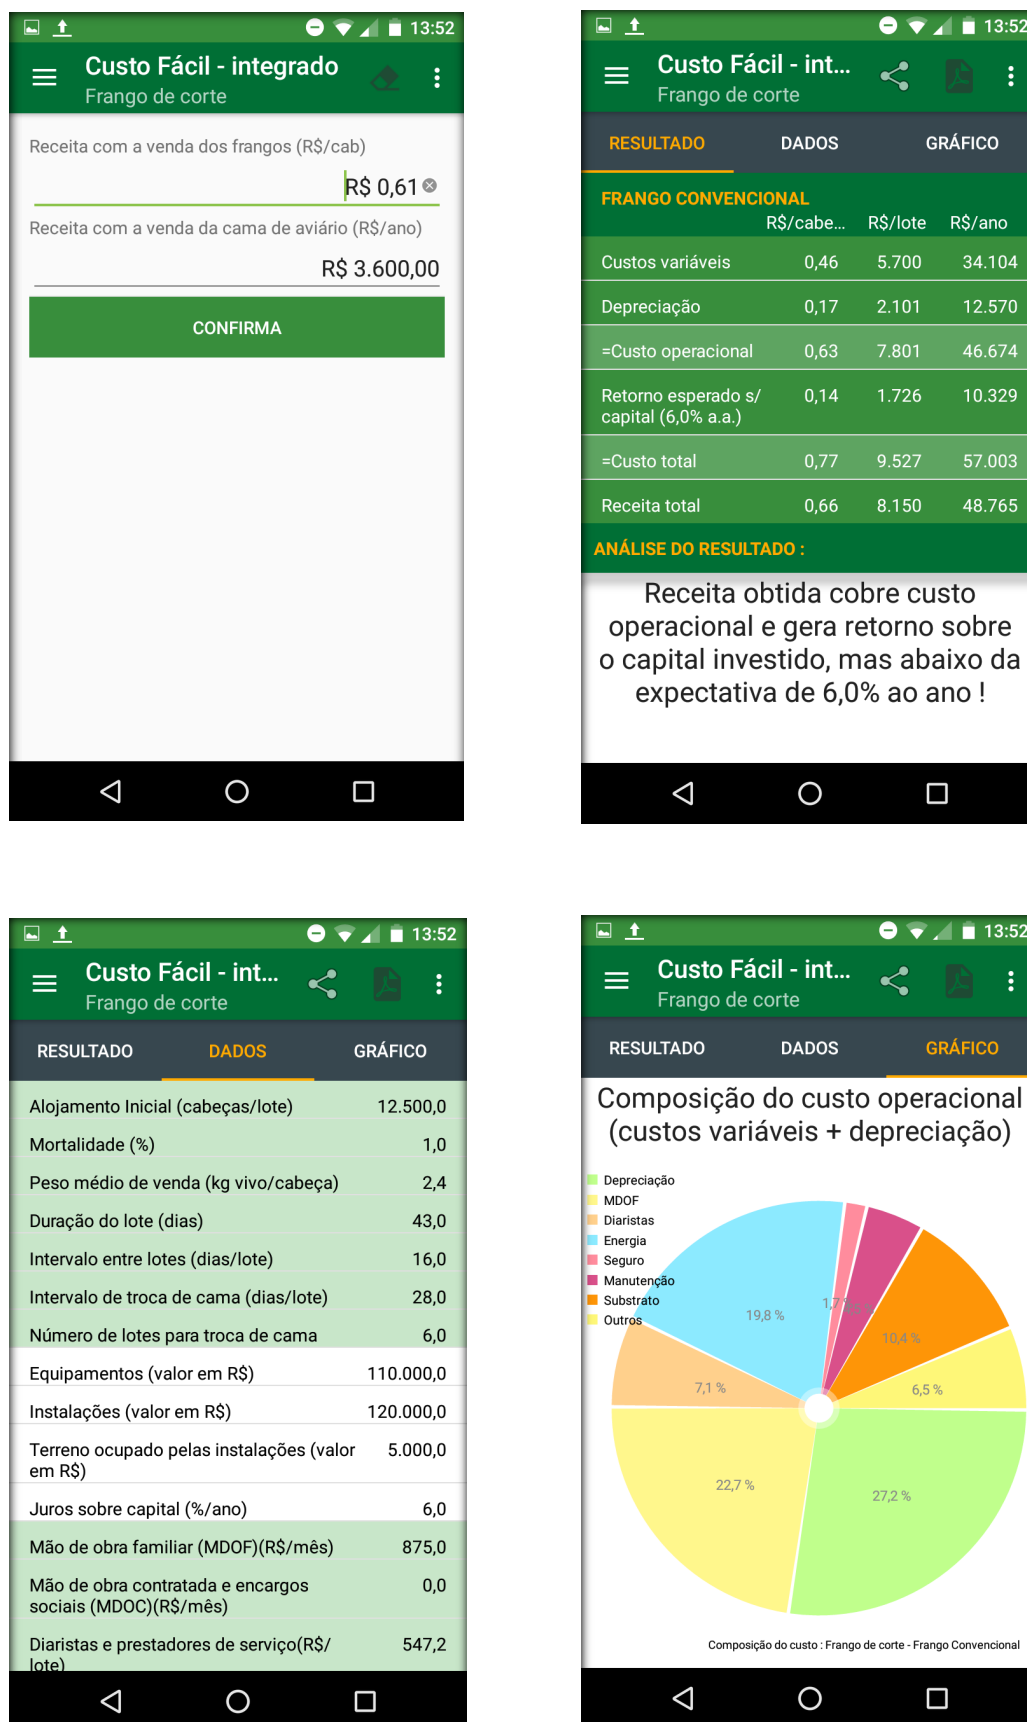 13:52
Custo Fácil - integrado
Frango de corte
Receita com a venda dos frangos (R$/cab)
R$ 0,61
Receita com a venda da cama de aviário (R$/ano)
R$ 3.600,00
CONFIRMA
13:52
Custo Fácil - int...
Frango de corte
RESULTADO DADOS GRÁFICO
FRANGO CONVENCIONAL
R$/cabe... R$/lote R$/ano
Custos variáveis 0,46 5.700 34.104
Depreciação 0,17 2.101 12.570
=Custo operacional 0,63 7.801 46.674
Retorno esperado s/ 0,14 1.726 10.329
capital (6,0% a.a.)
=Custo total 0,77 9.527 57.003
Receita total 0,66 8.150 48.765
ANÁLISE DO RESULTADO :
Receita obtida cobre custo
operacional e gera retorno sobre
o capital investido, mas abaixo da
expectativa de 6,0% ao ano !
13:52
Custo Fácil - int...
Frango de corte
RESULTADO DADOS GRÁFICO
Alojamento Inicial (cabeças/lote) 12.500,0
Mortalidade (%) 1,0
Peso médio de venda (kg vivo/cabeça) 2,4
Duração do lote (dias) 43,0
Intervalo entre lotes (dias/lote) 16,0
Intervalo de troca de cama (dias/lote) 28,0
Número de lotes para troca de cama 6,0
Equipamentos (valor em R$) 110.000,0
Instalações (valor em R$) 120.000,0
Terreno ocupado pelas instalações (valor 5.000,0
em R$)
Juros sobre capital (%/ano) 6,0
Mão de obra familiar (MDOF)(R$/mês) 875,0
Mão de obra contratada e encargos 0,0
sociais (MDOC)(R$/mês)
Diaristas e prestadores de serviço(R$/ 547,2
lote)
13:52
Custo Fácil - int...
Frango de corte
RESULTADO DADOS GRÁFICO
Composição do custo operacional
(custos variáveis + depreciação)
Depreciação
MDOF
Diaristas
Energia
Seguro
Manutenção
Substrato
Outros
19,8 %
1,7
10,4 %
7,1 %
6,5 %
22,7 %
27,2 %
Composição do custo : Frango de corte - Frango Convencional